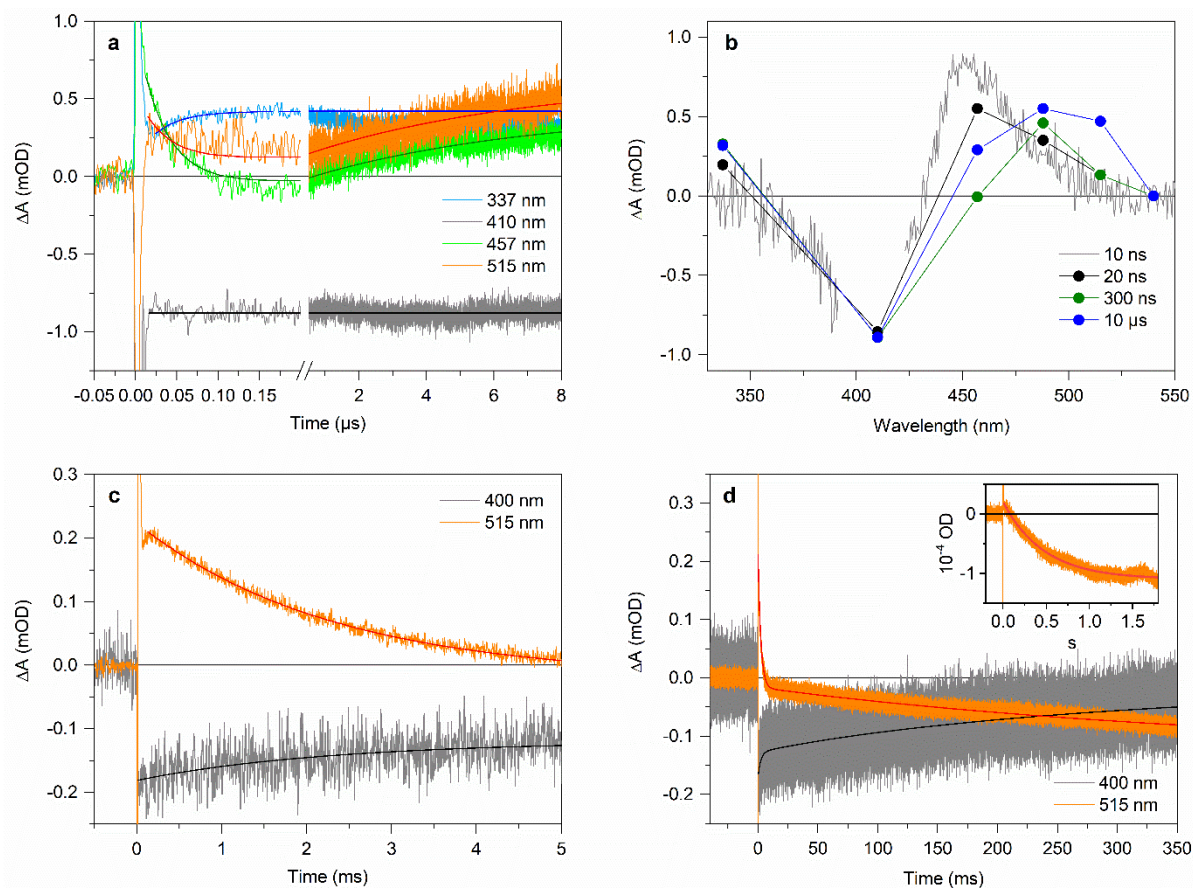 a
1.0
0.5
0.0
-0.5
-1.0
ΔA (mOD)
337 nm
410 nm
457 nm
515 nm
-0.05 0.00 0.05 0.10 0.15 2 4 6 8
Time (µs)
b
1.0
0.5
0.0
-0.5
-1.0
ΔA (mOD)
10 ns
20 ns
300 ns
10 µs
350 400 450 500 550
Wavelength (nm)
c
0.3
0.2
0.1
0.0
-0.1
-0.2
ΔA (mOD)
400 nm
515 nm
0 1 2 3 4 5
Time (ms)
d
0.3
0.2
0.1
0.0
-0.1
-0.2
ΔA (mOD)
10⁻⁴ OD
0
-1
0.0 0.5 1.0 1.5
s
400 nm
515 nm
0 50 100 150 200 250 300 350
Time (ms)